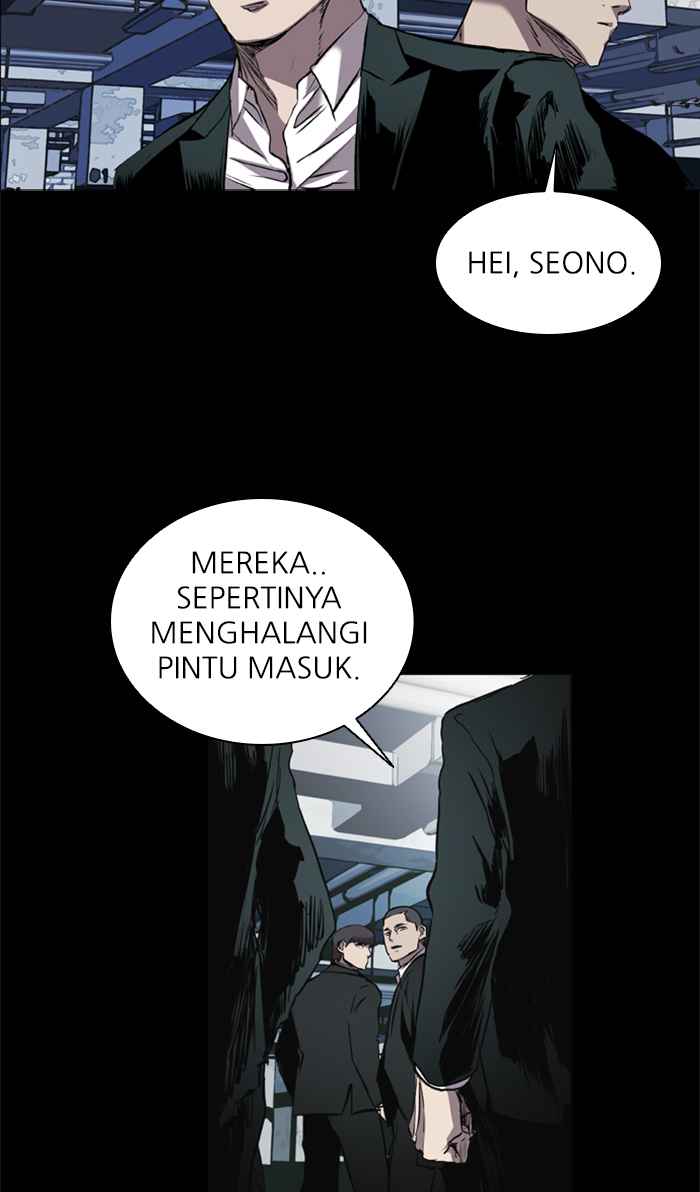 HEI, SEONO.
MEREKA..
SEPERTINYA
MENGHALANGI
PINTU MASUK.